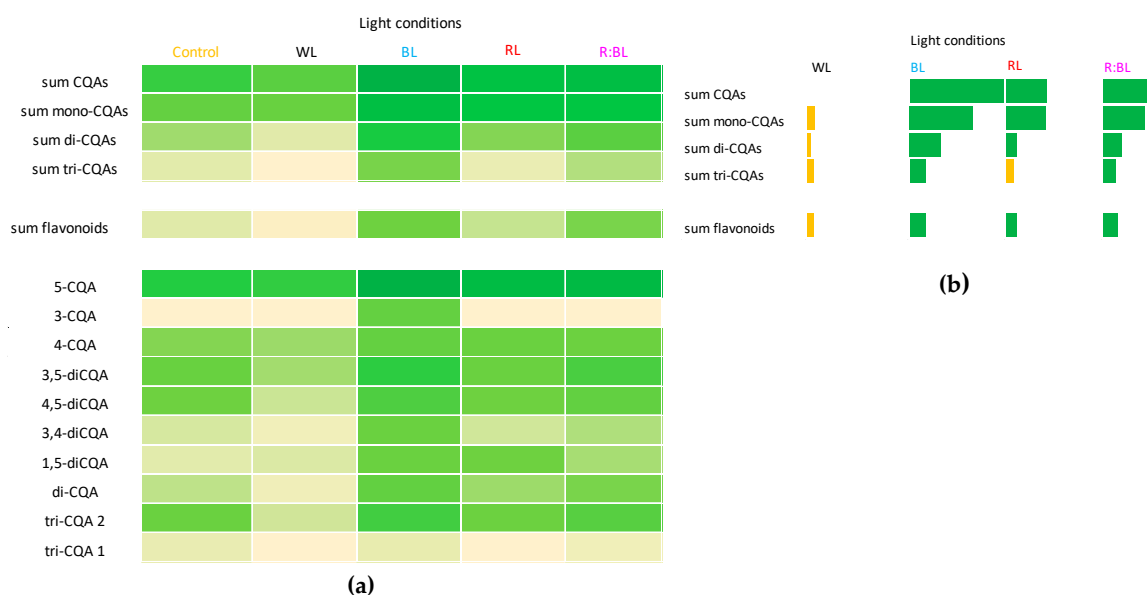 Light conditions
Control WL BL RL R:BL
sum CQAs
sum mono-CQAs
sum di-CQAs
sum tri-CQAs
sum flavonoids
5-CQA
3-CQA
4-CQA
3,5-diCQA
4,5-diCQA
3,4-diCQA
1,5-diCQA
di-CQA
tri-CQA 2
tri-CQA 1
(a)
Light conditions
WL BL RL R:BL
sum CQAs
sum mono-CQAs
sum di-CQAs
sum tri-CQAs
sum flavonoids
(b)